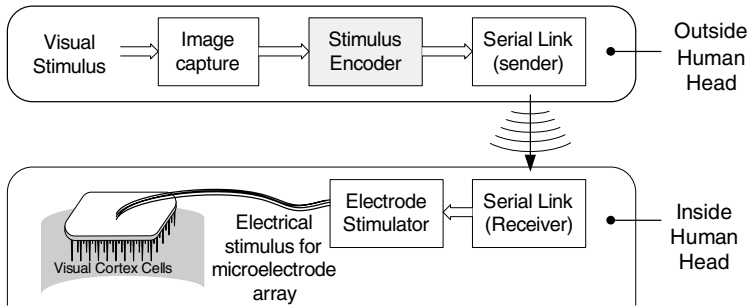 Visual
Stimulus
Image
capture
Stimulus
Encoder
Serial Link
(sender)
Outside
Human
Head
Electrical
stimulus for
microelectrode
array
Visual Cortex Cells
Electrode
Stimulator
Serial Link
(Receiver)
Inside
Human
Head